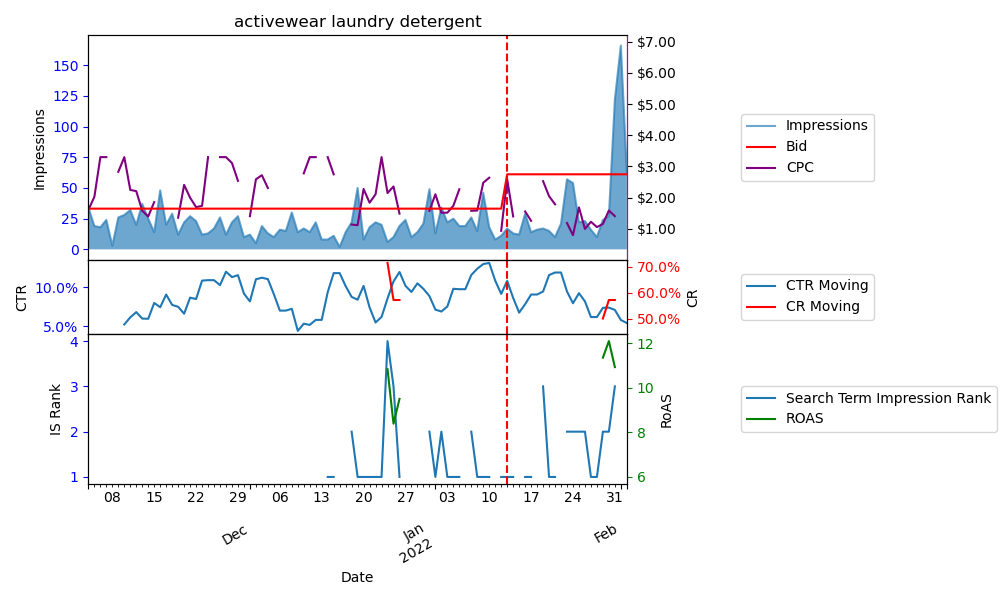 activewear laundry detergent
Impressions
150
125
100
75
50
25
0
$7.00
$6.00
$5.00
$4.00
$3.00
$2.00
$1.00
Impressions
Bid
CPC
CTR
10.0%
5.0%
70.0%
60.0%
50.0%
CR
CTR Moving
CR Moving
IS Rank
4
3
2
1
12
10
8
6
RoAS
Search Term Impression Rank
ROAS
08 15 22 29 06 13 20 27 03 10 17 24 31
Dec Jan Feb
2022
Date